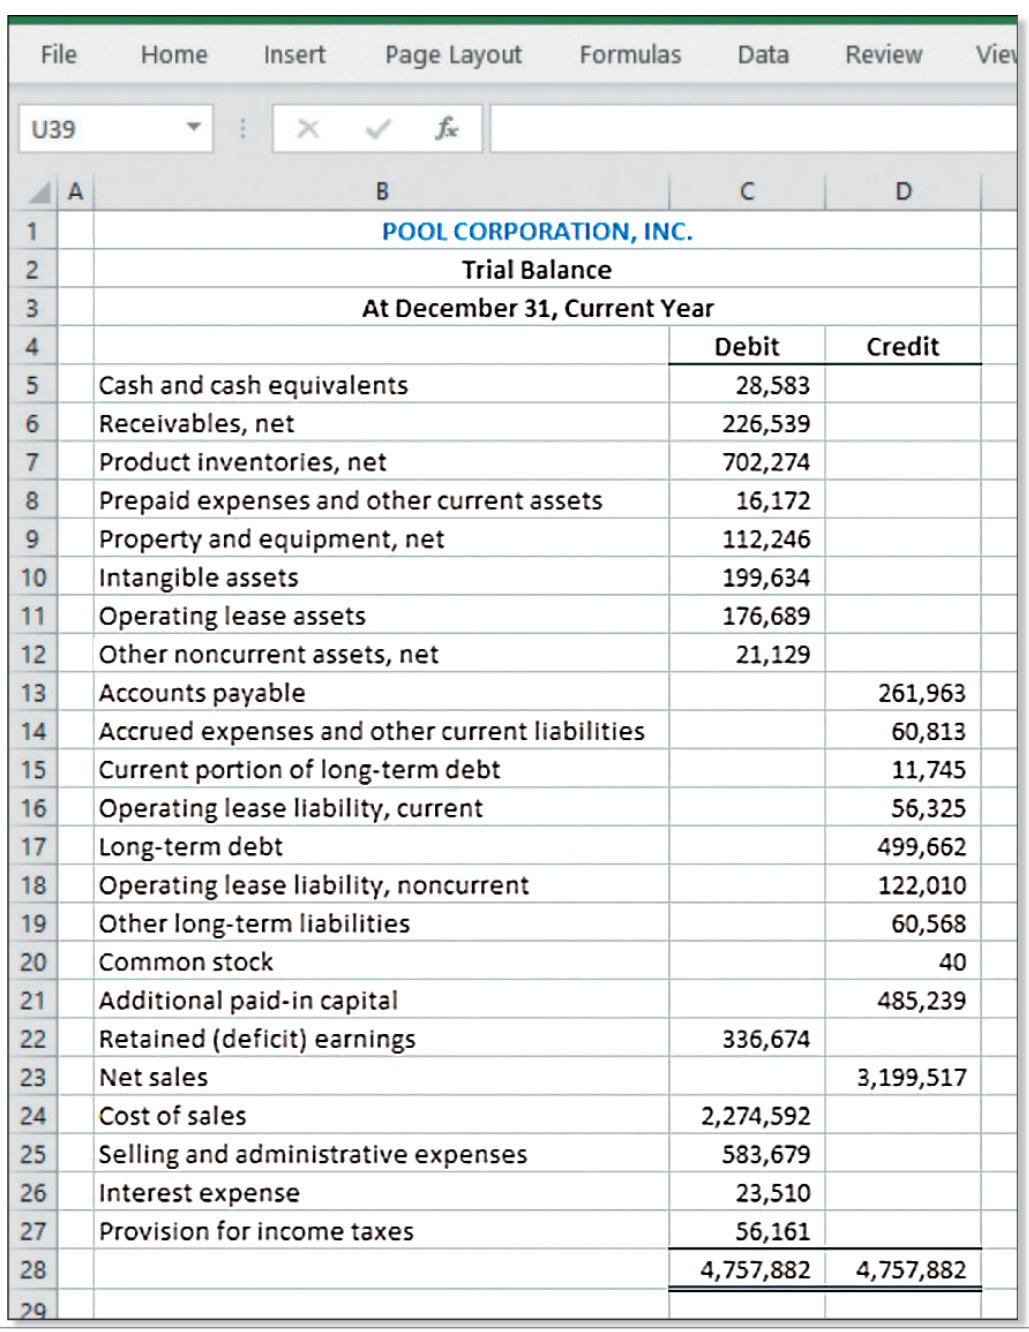 File Home Insert Page Layout Formulas Data Review View
U39 fx
A B C D
1 POOL CORPORATION, INC.
2 Trial Balance
3 At December 31, Current Year
4 Debit Credit
5 Cash and cash equivalents 28,583
6 Receivables, net 226,539
7 Product inventories, net 702,274
8 Prepaid expenses and other current assets 16,172
9 Property and equipment, net 112,246
10 Intangible assets 199,634
11 Operating lease assets 176,689
12 Other noncurrent assets, net 21,129
13 Accounts payable 261,963
14 Accrued expenses and other current liabilities 60,813
15 Current portion of long-term debt 11,745
16 Operating lease liability, current 56,325
17 Long-term debt 499,662
18 Operating lease liability, noncurrent 122,010
19 Other long-term liabilities 60,568
20 Common stock 40
21 Additional paid-in capital 485,239
22 Retained (deficit) earnings 336,674
23 Net sales 3,199,517
24 Cost of sales 2,274,592
25 Selling and administrative expenses 583,679
26 Interest expense 23,510
27 Provision for income taxes 56,161
28 4,757,882 4,757,882
29